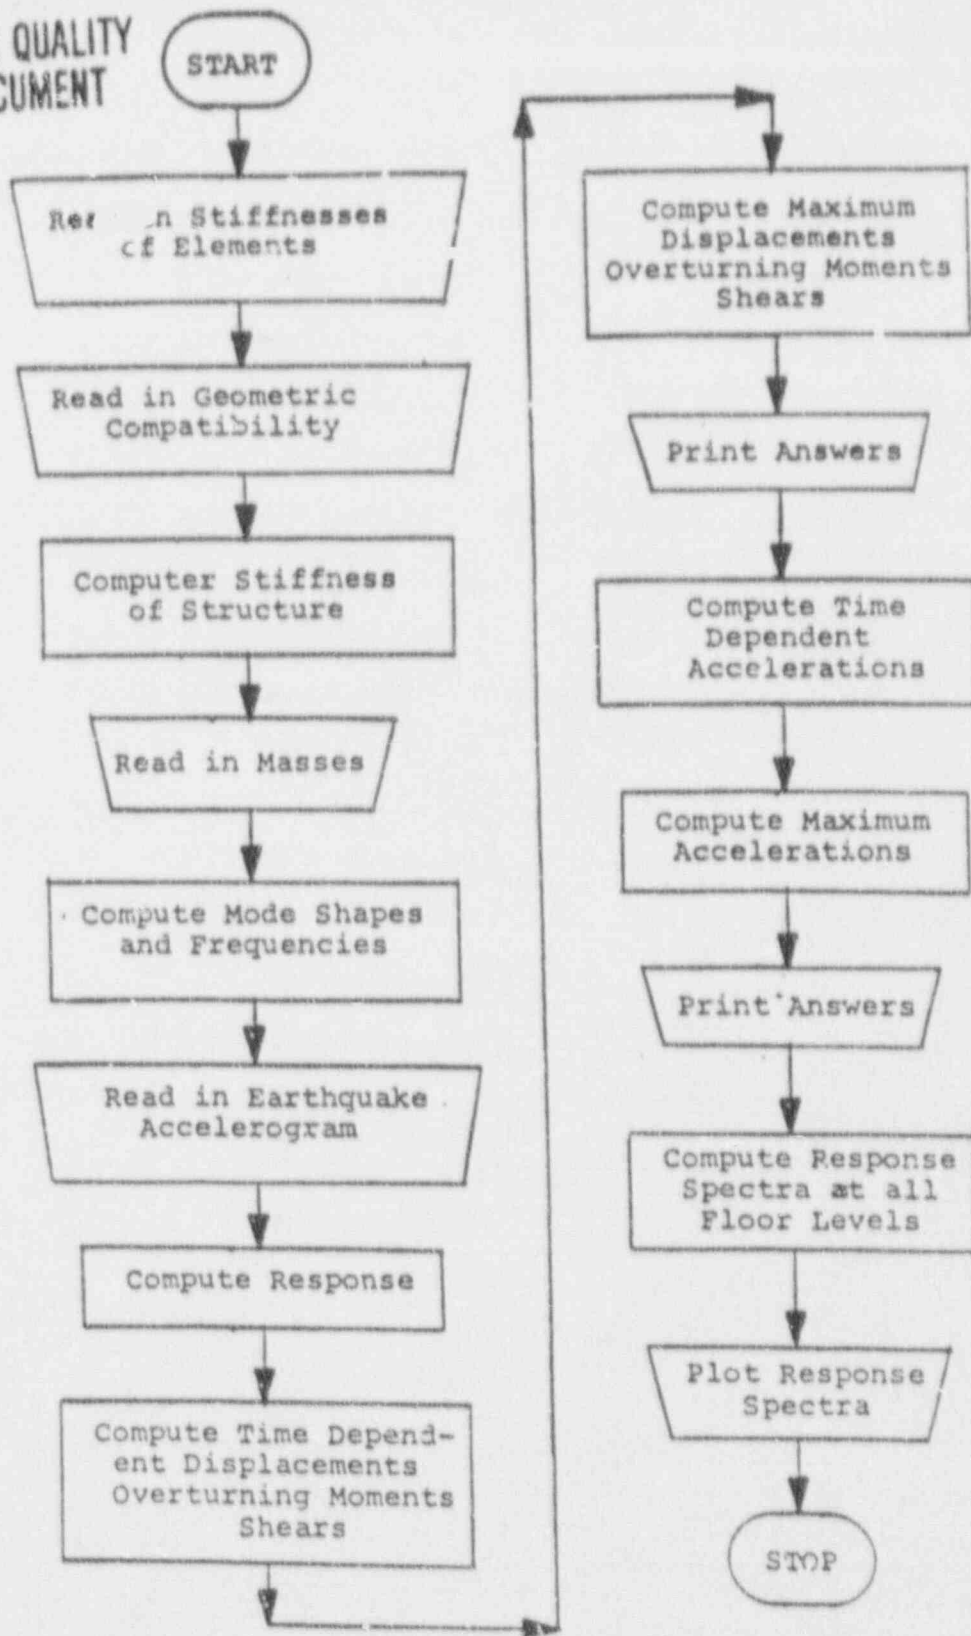 QUALITY
CUMENT
START
n Stiffnesses
of Elements
Read in Geometric
Compatibility
Computer Stiffness
of Structure
Read in Masses
Compute Mode Shapes
and Frequencies
Read in Earthquake
Accelerogram
Compute Response
Compute Time Depend-
ent Displacements
Overturning Moments
Shears
Compute Maximum
Displacements
Overturning Moments
Shears
Print Answers
Compute Time
Dependent
Accelerations
Compute Maximum
Accelerations
Print Answers
Compute Response
Spectra at all
Floor Levels
Plot Response
Spectra
STOP